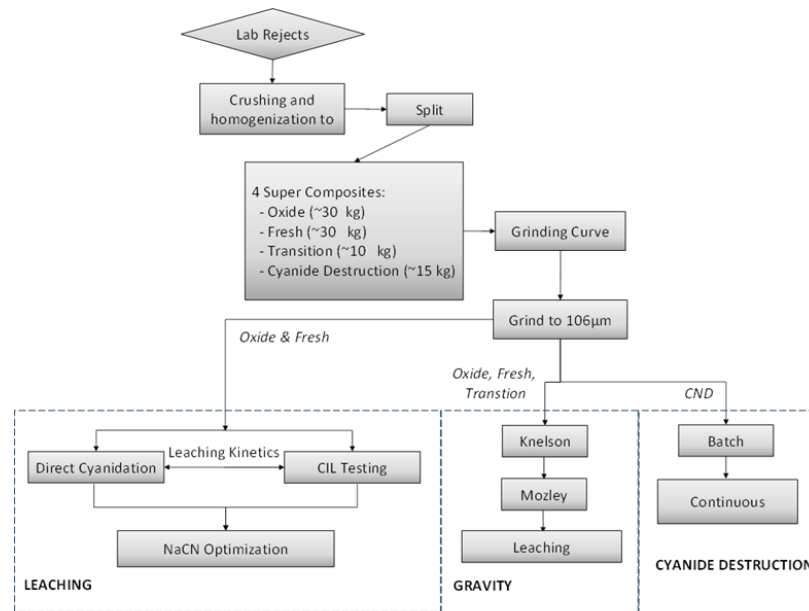 Lab Rejects
Crushing and
homogenization to
Split
4 Super Composites:
- Oxide (~30 kg)
- Fresh (~30 kg)
- Transition (~10 kg)
- Cyanide Destruction (~15 kg)
Grinding Curve
Grind to 106µm
Oxide & Fresh
Oxide, Fresh,
Transtion
CND
Direct Cyanidation
Leaching Kinetics
CIL Testing
NaCN Optimization
LEACHING
Knelson
Mozley
Leaching
GRAVITY
Batch
Continuous
CYANIDE DESTRUCTION